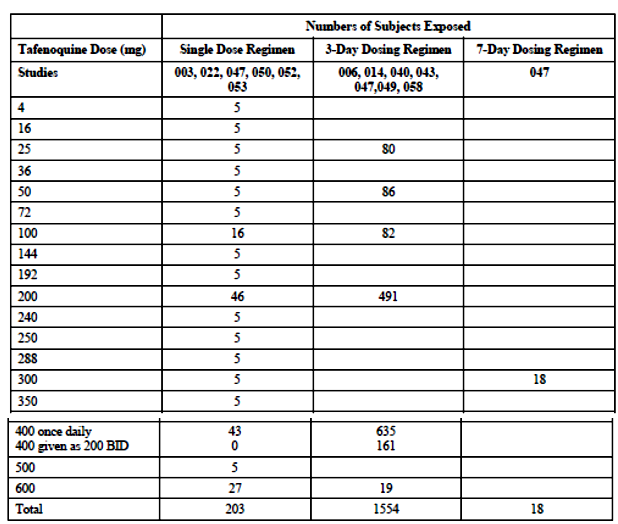 Numbers of Subjects Exposed
Tafenoquine Dose (mg) Single Dose Regimen 3-Day Dosing Regimen 7-Day Dosing Regimen
Studies 003, 022, 047, 050, 052, 006, 014, 040, 043, 047
053 047,049, 058
4 5
16 5
25 5 80
36 5
50 5 86
72 5
100 16 82
144 5
192 5
200 46 491
240 5
250 5
288 5
300 5 18
350 5
400 once daily 43 635
400 given as 200 BID 0 161
500 5
600 27 19
Total 203 1554 18